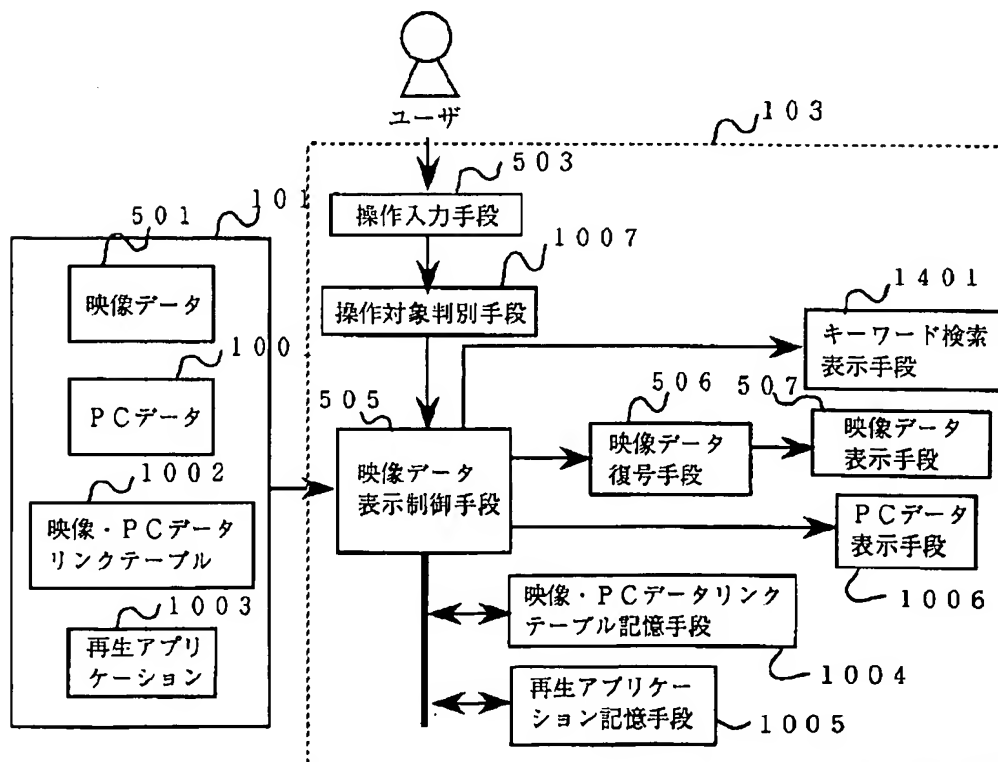 ユーザ
103
503
操作入力手段
1007
操作対象判別手段
101
501
映像データ
100
PCデータ
1002
映像・PCデータ
リンクテーブル
1003
再生アプリ
ケーション
505
映像データ
表示制御手段
1401
キーワード検索
表示手段
506
映像データ
復号手段
507
映像データ
表示手段
PCデータ
表示手段
1006
映像・PCデータリンク
テーブル記憶手段
1004
再生アプリケー
ション記憶手段
1005